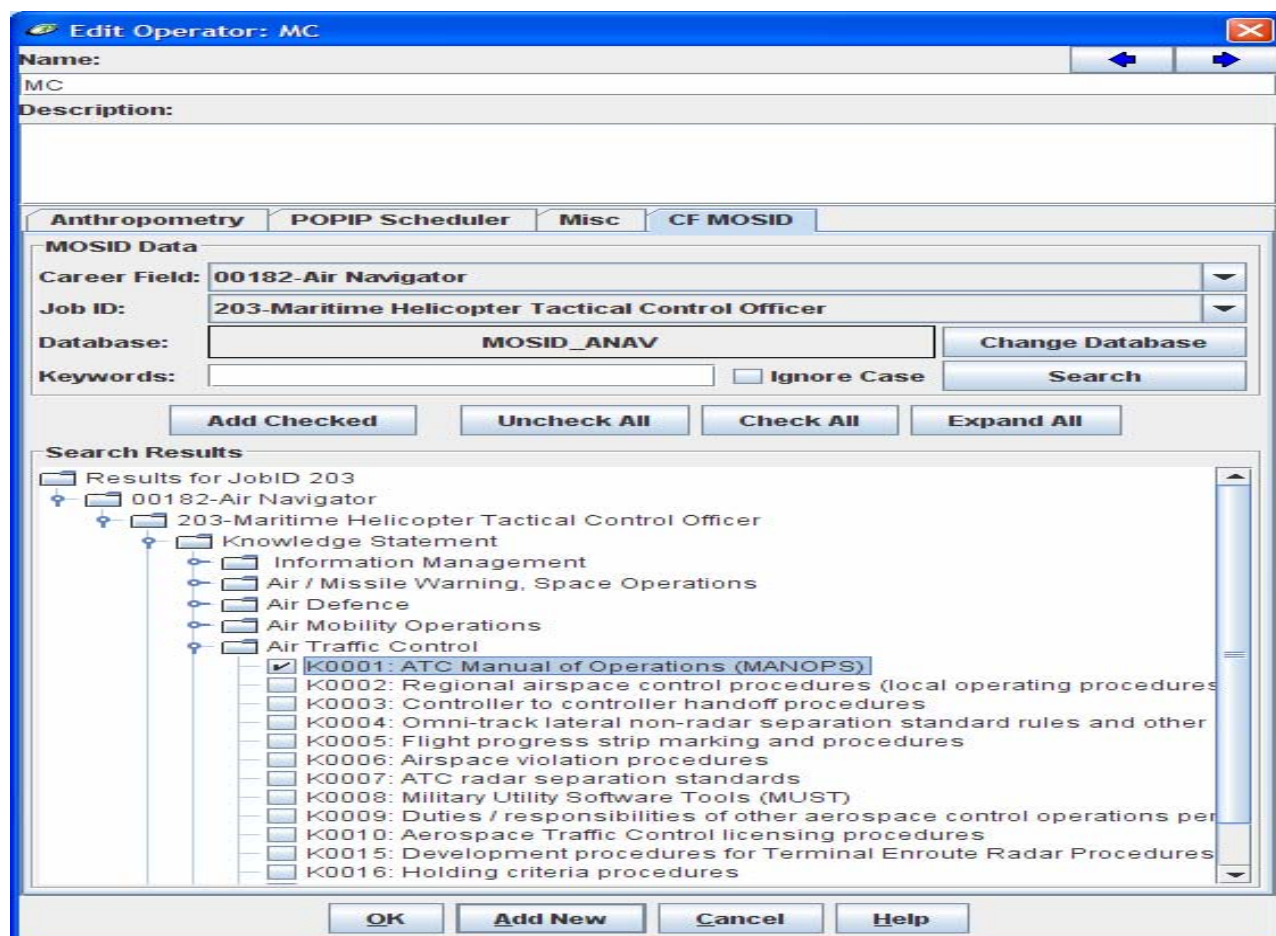 Edit Operator: MC
Name:
MC
Description:
Anthropometry POPIP Scheduler Misc CF MOSID
MOSID Data
Career Field: 00182-Air Navigator
Job ID: 203-Maritime Helicopter Tactical Control Officer
Database: MOSID_ANAV Change Database
Keywords: Ignore Case Search
Add Checked Uncheck All Check All Expand All
Search Results
Results for JobID 203
00182-Air Navigator
203-Maritime Helicopter Tactical Control Officer
Knowledge Statement
Information Management
Air / Missile Warning, Space Operations
Air Defence
Air Mobility Operations
Air Traffic Control
K0001: ATC Manual of Operations (MANOPS)
K0002: Regional airspace control procedures (local operating procedures
K0003: Controller to controller handoff procedures
K0004: Omni-track lateral non-radar separation standard rules and other
K0005: Flight progress strip marking and procedures
K0006: Airspace violation procedures
K0007: ATC radar separation standards
K0008: Military Utility Software Tools (MUST)
K0009: Duties / responsibilities of other aerospace control operations per
K0010: Aerospace Traffic Control licensing procedures
K0015: Development procedures for Terminal Enroute Radar Procedures
K0016: Holding criteria procedures
OK Add New Cancel Help